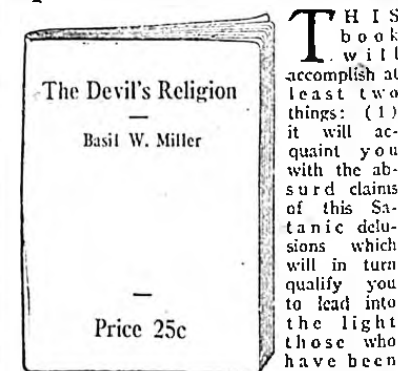 The Devil's Religion
Basil W. Miller
Price 25c
THIS
book
will
accomplish at
least two
things: (1)
it will ac-
quaint you
with the ab-
surd claims
of this Sa-
tanic delu-
sions which
will in turn
qualify you
to lead into
the light
those who
have been